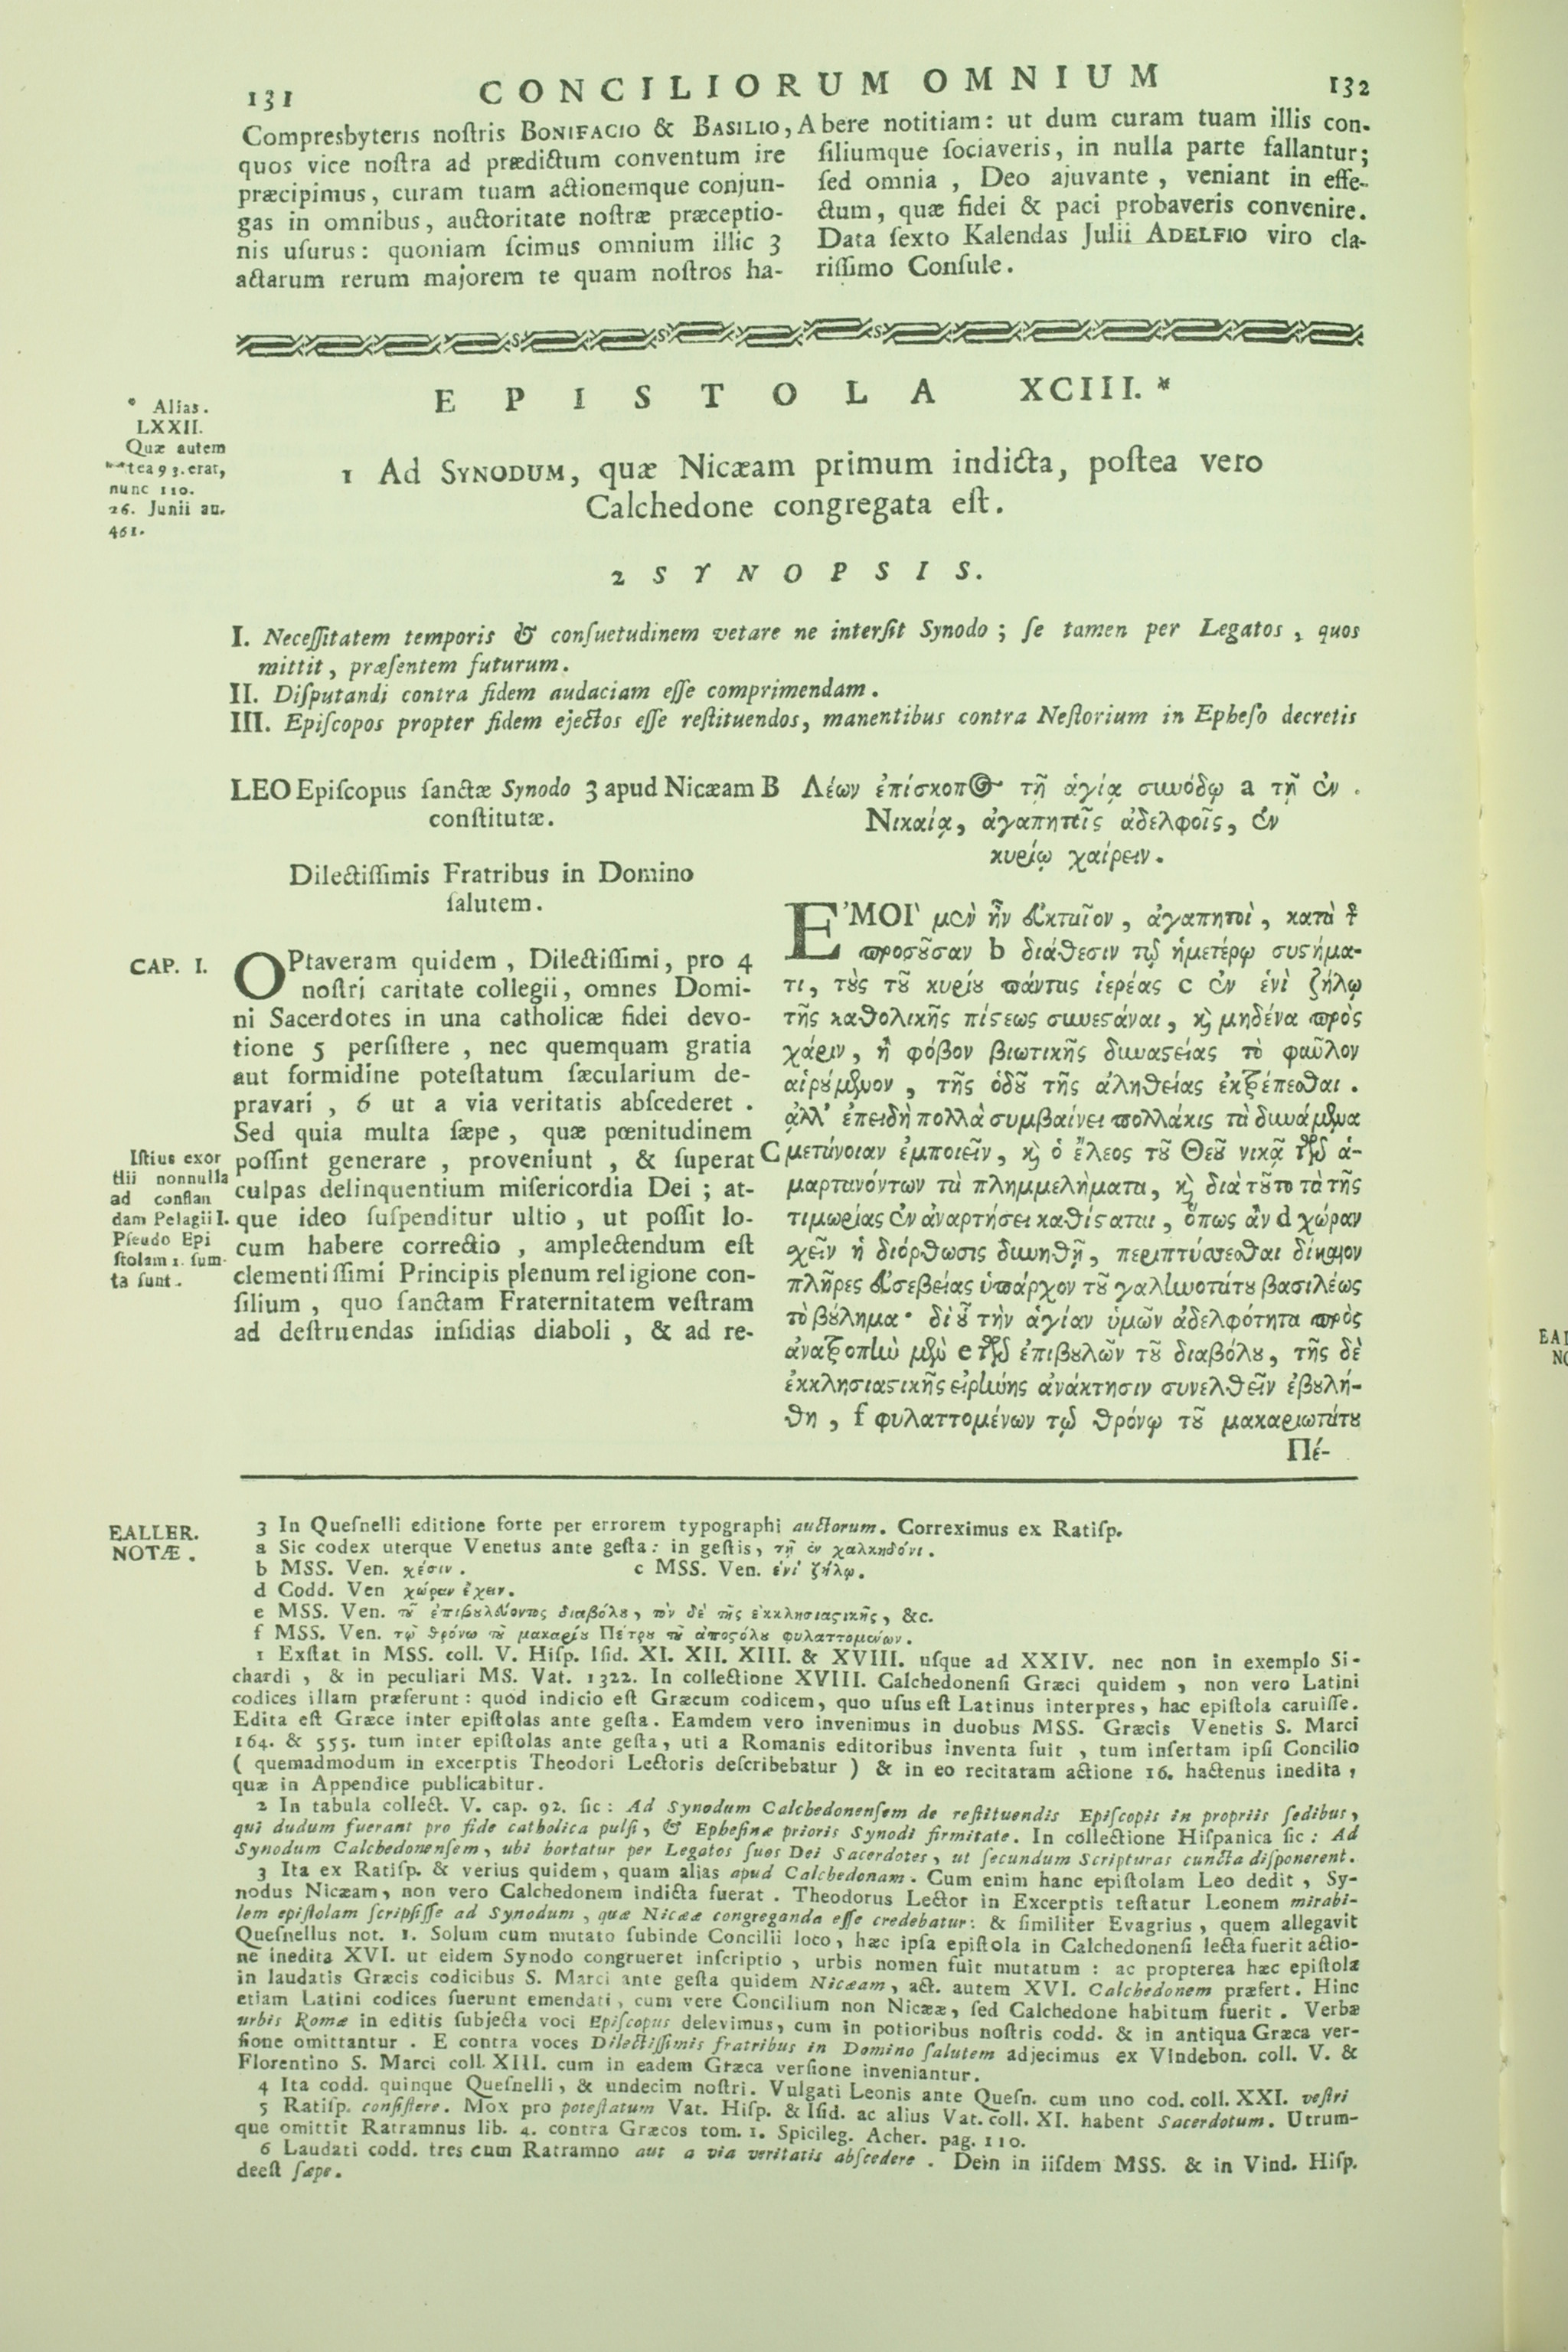 131 CONCILIORUM OMNIUM 132
Compresbyteris noſtris BONIFACIO & BASILIO,
quos vice noſtra ad prædictum conventum ire
præcipimus, curam tuam actionemque conjun-
gas in omnibus, auctoritate noſtræ præceptio-
nis uſurus: quoniam ſcimus omnium illic 3
actarum rerum majorem te quam noſtros ha-
A bere notitiam: ut dum curam tuam illis con-
ſiliumque ſociaveris, in nulla parte fallantur;
ſed omnia, Deo ajuvante, veniant in effe-
ctum, quæ fidei & paci probaveris convenire.
Data ſexto Kalendas Julii ADELFIO viro cla-
riſſimo Conſule.
EPISTOLA XCIII.*
* Alias.
LXXII.
Quæ autem
tea 93. erat,
nunc 110.
26. Junii an.
461.
1 Ad SYNODUM, quæ Nicæam primum indicta, poſtea vero
Calchedone congregata eſt.
2 SYNOPSIS.
I. Neceſſitatem temporis & conſuetudinem vetare ne interſit Synodo; ſe tamen per Legatos, quos
mittit, præſentem futurum.
II. Diſputandi contra fidem audaciam eſſe comprimendam.
III. Epiſcopos propter fidem ejectos eſſe reſtituendos, manentibus contra Neſtorium in Epheſo decretis
LEO Epiſcopus ſanctæ Synodo 3 apud Nicæam
conſtitutæ.
Dilectiſſimis Fratribus in Domino
ſalutem.
CAP. I.
OPtaveram quidem, Dilectiſſimi, pro 4
noſtri caritate collegii, omnes Domi-
ni Sacerdotes in una catholicæ fidei devo-
tione 5 perſiſtere, nec quemquam gratia
aut formidine poteſtatum ſæcularium de-
pravari, 6 ut a via veritatis abſcederet.
Sed quia multa ſæpe, quæ pœnitudinem
poſſint generare, proveniunt, & ſuperat
culpas delinquentium miſericordia Dei; at-
que ideo ſuſpenditur ultio, ut poſſit lo-
cum habere correctio, amplectendum eſt
clementiſſimi Principis plenum religione con-
ſilium, quo ſanctam Fraternitatem veſtram
ad deſtruendas inſidias diaboli, & ad re-
Iſtius exor
tlii nonnulla
ad conflan
dam Pelagii I.
Pſeudo Epi
ſtolam 1. ſum-
ta ſunt.
B Λέων ἐπίσκοπος τῇ ἁγίᾳ συνόδῳ a τῇ ἐν
Νικαίᾳ, ἀγαπητοῖς ἀδελφοῖς, ἐν
κυρίῳ χαίρειν.
ἘΜΟΙ` μὲν ἦν εὐκταῖον, ἀγαπητοὶ, κατὰ τὴν
προσοῦσαν b διάθεσιν τῷ ἡμετέρῳ συστήμα-
τι, τοὺς τοῦ κυρίου πάντας ἱερέας c ἐν ἑνὶ ζήλῳ
τῆς καθολικῆς πίστεως συνεστάναι, καὶ μηδένα πρὸς
χάριν, ἢ φόβον βιωτικῆς δυναστείας τὸ φαῦλον
αἱρούμενον, τῆς ὁδοῦ τῆς ἀληθείας ἐκτρέπεσθαι.
ἀλλ' ἐπειδὴ πολλὰ συμβαίνει πολλάκις τὰ δυνάμενα
C μετάνοιαν ἐμποιεῖν, καὶ ὁ ἔλεος τοῦ Θεοῦ νικᾷ τῶν ἁ-
μαρτανόντων τὰ πλημμελήματα, καὶ διὰ τοῦτο τὰ τῆς
τιμωρίας ἐν ἀναρτήσει καθίσταται, ὅπως ἂν d χώραν
σχεῖν ἡ διόρθωσις δυνηθῇ, περιπτύσσεσθαι δίκαιον
πλῆρες εὐσεβείας ὑπάρχον τοῦ γαληνοτάτου βασιλέως
τὸ βούλημα· δι' οὗ τὴν ἁγίαν ὑμῶν ἀδελφότητα πρὸς
ἀνατροπὴν μὲν e τῶν ἐπιβουλῶν τοῦ διαβόλου, τῆς δὲ
ἐκκλησιαστικῆς εἰρήνης ἀνάκτησιν συνελθεῖν ἐβουλή-
θη, f φυλαττομένων τῷ θρόνῳ τοῦ μακαριωτάτου
Πέ-
BALLER.
NOTÆ.
3 In Queſnelli editione forte per errorem typographi auctorum. Correximus ex Ratiſp.
a Sic codex uterque Venetus ante geſta: in geſtis, τῇ ἐν χαλκηδόνι.
b MSS. Ven. χέσιν. c MSS. Ven. ἑνὶ ζήλῳ.
d Codd. Ven χώραν ἔχειν.
e MSS. Ven. τοῦ ἐπιβουλεύοντος διαβόλου, τὸν δὲ τῆς ἐκκλησιαστικῆς, &c.
f MSS. Ven. τῷ θρόνῳ τοῦ μακαρίου Πέτρου τοῦ ἀποστόλου φυλαττομένων.
1 Exſtat in MSS. coll. V. Hiſp. Iſid. XI. XII. XIII. & XVIII. uſque ad XXIV. nec non in exemplo Si-
chardi, & in peculiari MS. Vat. 1322. In collectione XVIII. Calchedonenſi Græci quidem, non vero Latini
codices illam præferunt: quod indicio eſt Græcum codicem, quo uſus eſt Latinus interpres, hac epiſtola caruiſſe.
Edita eſt Græce inter epiſtolas ante geſta. Eamdem vero invenimus in duobus MSS. Græcis Venetis S. Marci
164. & 555. tum inter epiſtolas ante geſta, uti a Romanis editoribus inventa fuit, tum inſertam ipſi Concilio
( quemadmodum in excerptis Theodori Lectoris deſcribebatur ) & in eo recitatam actione 16. hactenus inedita,
quæ in Appendice publicabitur.
2 In tabula collect. V. cap. 92. ſic: Ad Synodum Calchedonenſem de reſtituendis Epiſcopis in propriis ſedibus,
qui dudum fuerant pro fide catholica pulſi, & Epheſinæ prioris Synodi firmitate. In collectione Hiſpanica ſic: Ad
Synodum Calchedonenſem, ubi hortatur per Legatos ſuos Dei Sacerdotes, ut ſecundum Scripturas cuncta diſponerent.
3 Ita ex Ratiſp. & verius quidem, quam alias apud Calchedonam. Cum enim hanc epiſtolam Leo dedit, Sy-
nodus Nicæam, non vero Calchedonem indicta fuerat. Theodorus Lector in Excerptis teſtatur Leonem mirabi-
lem epiſtolam ſcripſiſſe ad Synodum, quæ Nicææ congreganda eſſe credebatur: & ſimiliter Evagrius, quem allegavit
Queſnellus not. 1. Solum cum mutato ſubinde Concilii loco, hæc ipſa epiſtola in Calchedonenſi lecta fuerit actio-
ne inedita XVI. ut eidem Synodo congrueret inſcriptio, urbis nomen fuit mutatum: ac propterea hæc epiſtola
in laudatis Græcis codicibus S. Marci ante geſta quidem Nicæam, act. autem XVI. Calchedonem præfert. Hinc
etiam Latini codices fuerunt emendati, cum vere Concilium non Nicææ, ſed Calchedone habitum fuerit. Verba
urbis Romæ in editis ſubjecta voci Epiſcopus delevimus, cum in potioribus noſtris codd. & in antiqua Græca ver-
ſione omittantur. E contra voces Dilectiſſimis fratribus in Domino ſalutem adjecimus ex Vindebon. coll. V. &
Florentino S. Marci coll. XIII. cum in eadem Græca verſione inveniantur.
4 Ita codd. quinque Queſnelli, & undecim noſtri. Vulgati Leonis ante Queſn. cum uno cod. coll. XXI. veſtri
5 Ratiſp. conſiſtere. Mox pro poteſtatum Vat. Hiſp. & Iſid. ac alius Vat. coll. XI. habent Sacerdotum. Utrum-
que omittit Ratramnus lib. 4. contra Græcos tom. 1. Spicileg. Acher. pag. 110.
6 Laudati codd. tres cum Ratramno aut a via veritatis abſcedere. Dein in iiſdem MSS. & in Vind. Hiſp.
deeſt ſæpe.